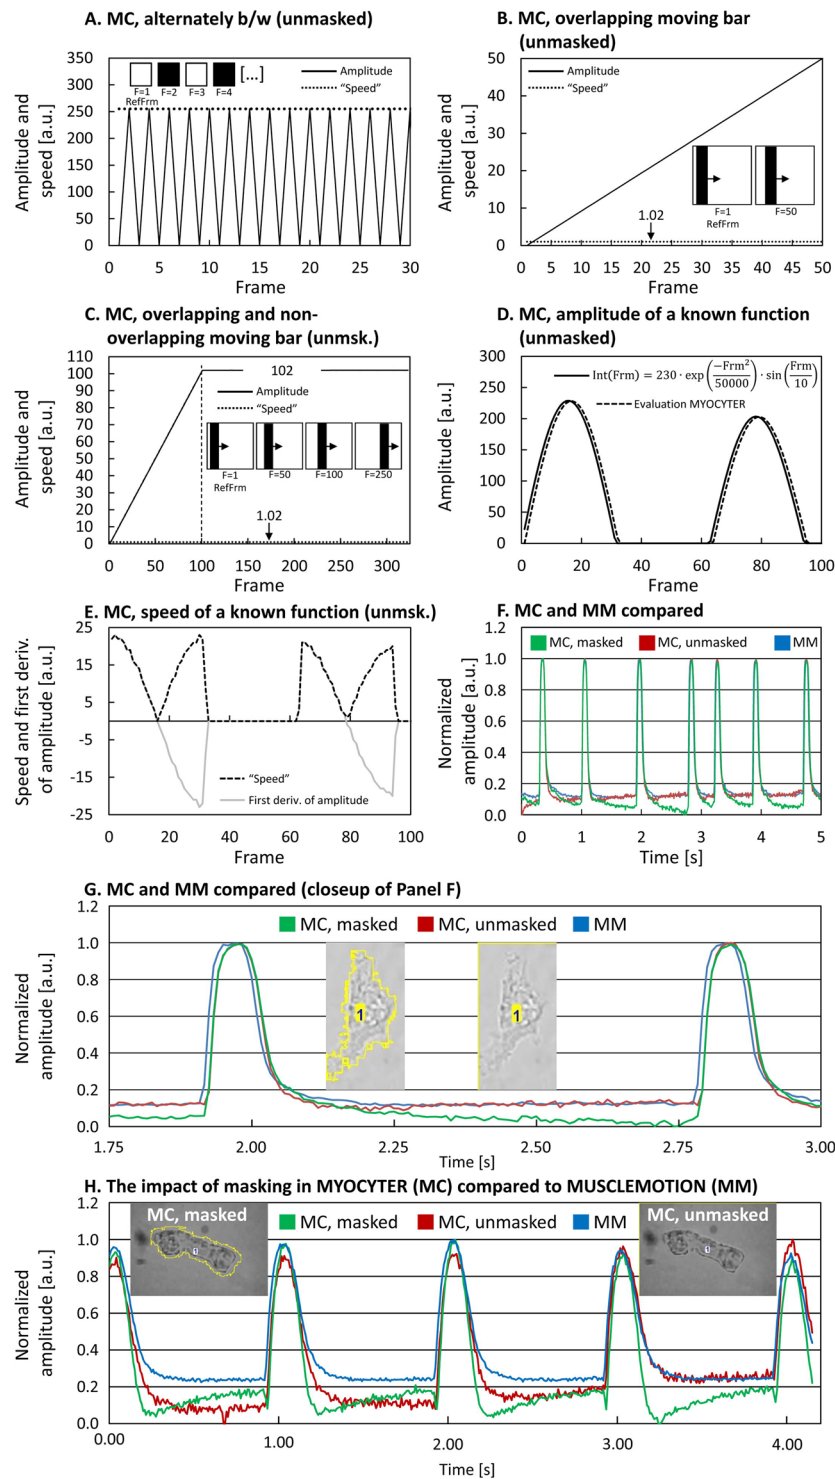 A. MC, alternately b/w (unmasked)
350
300
250
200
150
100
50
0
Amplitude and
speed [a.u.]
F=1
RefFrm
F=2
F=3
F=4
[...]
Amplitude
“Speed”
0
5
10
15
20
25
30
Frame
B. MC, overlapping moving bar
(unmasked)
50
40
30
20
10
0
Amplitude and
speed [a.u.]
Amplitude
“Speed”
F=1
RefFrm
F=50
1.02
0
5
10
15
20
25
30
35
40
45
50
Frame
C. MC, overlapping and non-
overlapping moving bar (unmsk.)
110
100
90
80
70
60
50
40
30
20
10
0
Amplitude and
speed [a.u.]
102
Amplitude
“Speed”
F=1
RefFrm
F=50
F=100
F=250
1.02
0
50
100
150
200
250
300
Frame
D. MC, amplitude of a known function
(unmasked)
300
250
200
150
100
50
0
Amplitude [a.u.]
Int(Frm) = 230 · exp(−Frm²/50000) · sin(Frm/10)
Evaluation MYOCYTER
0
20
40
60
80
100
Frame
E. MC, speed of a known function (unmsk.)
25
15
5
-5
-15
-25
Speed and first deriv.
of amplitude [a.u.]
“Speed”
First deriv. of amplitude
0
20
40
60
80
100
Frame
F. MC and MM compared
1.2
1.0
0.8
0.6
0.4
0.2
0.0
Normalized
amplitude [a.u.]
MC, masked
MC, unmasked
MM
0
1
2
3
4
5
Time [s]
G. MC and MM compared (closeup of Panel F)
1.2
1.0
0.8
0.6
0.4
0.2
0.0
Normalized
amplitude [a.u.]
MC, masked
MC, unmasked
MM
1
1
1.75
2.00
2.25
2.50
2.75
3.00
Time [s]
H. The impact of masking in MYOCYTER (MC) compared to MUSCLEMOTION (MM)
1.2
1.0
0.8
0.6
0.4
0.2
0.0
Normalized
amplitude [a.u.]
MC, masked
1
MC, masked
MC, unmasked
MM
MC, unmasked
1
0.00
1.00
2.00
3.00
4.00
Time [s]